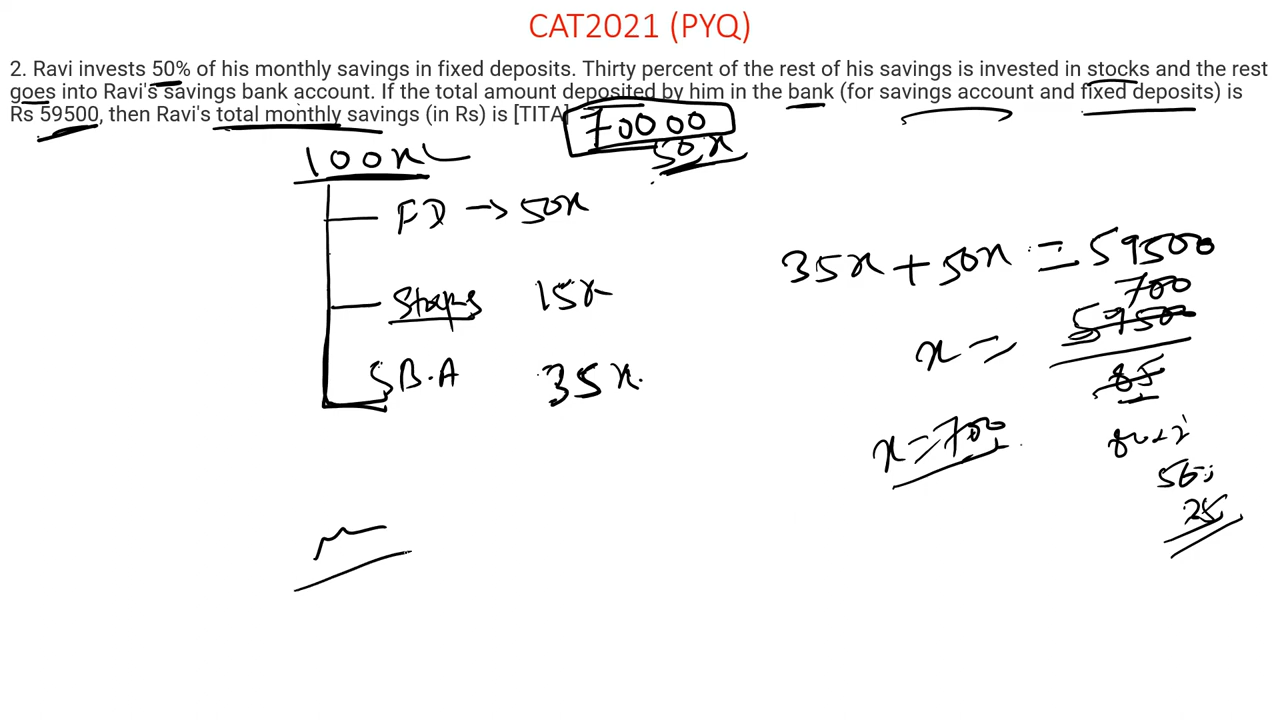 CAT2021 (PYQ)
2. Ravi invests 50% of his monthly savings in fixed deposits. Thirty percent of the rest of his savings is invested in stocks and the rest
goes into Ravi's savings bank account. If the total amount deposited by him in the bank (for savings account and fixed deposits) is
Rs 59500, then Ravi's total monthly savings (in Rs) is [TITA]
70000
50x
100x
FD → 50x
35x + 50x = 59500
700
15x
59500
x =
85
S B.A 35x
x = 700
56